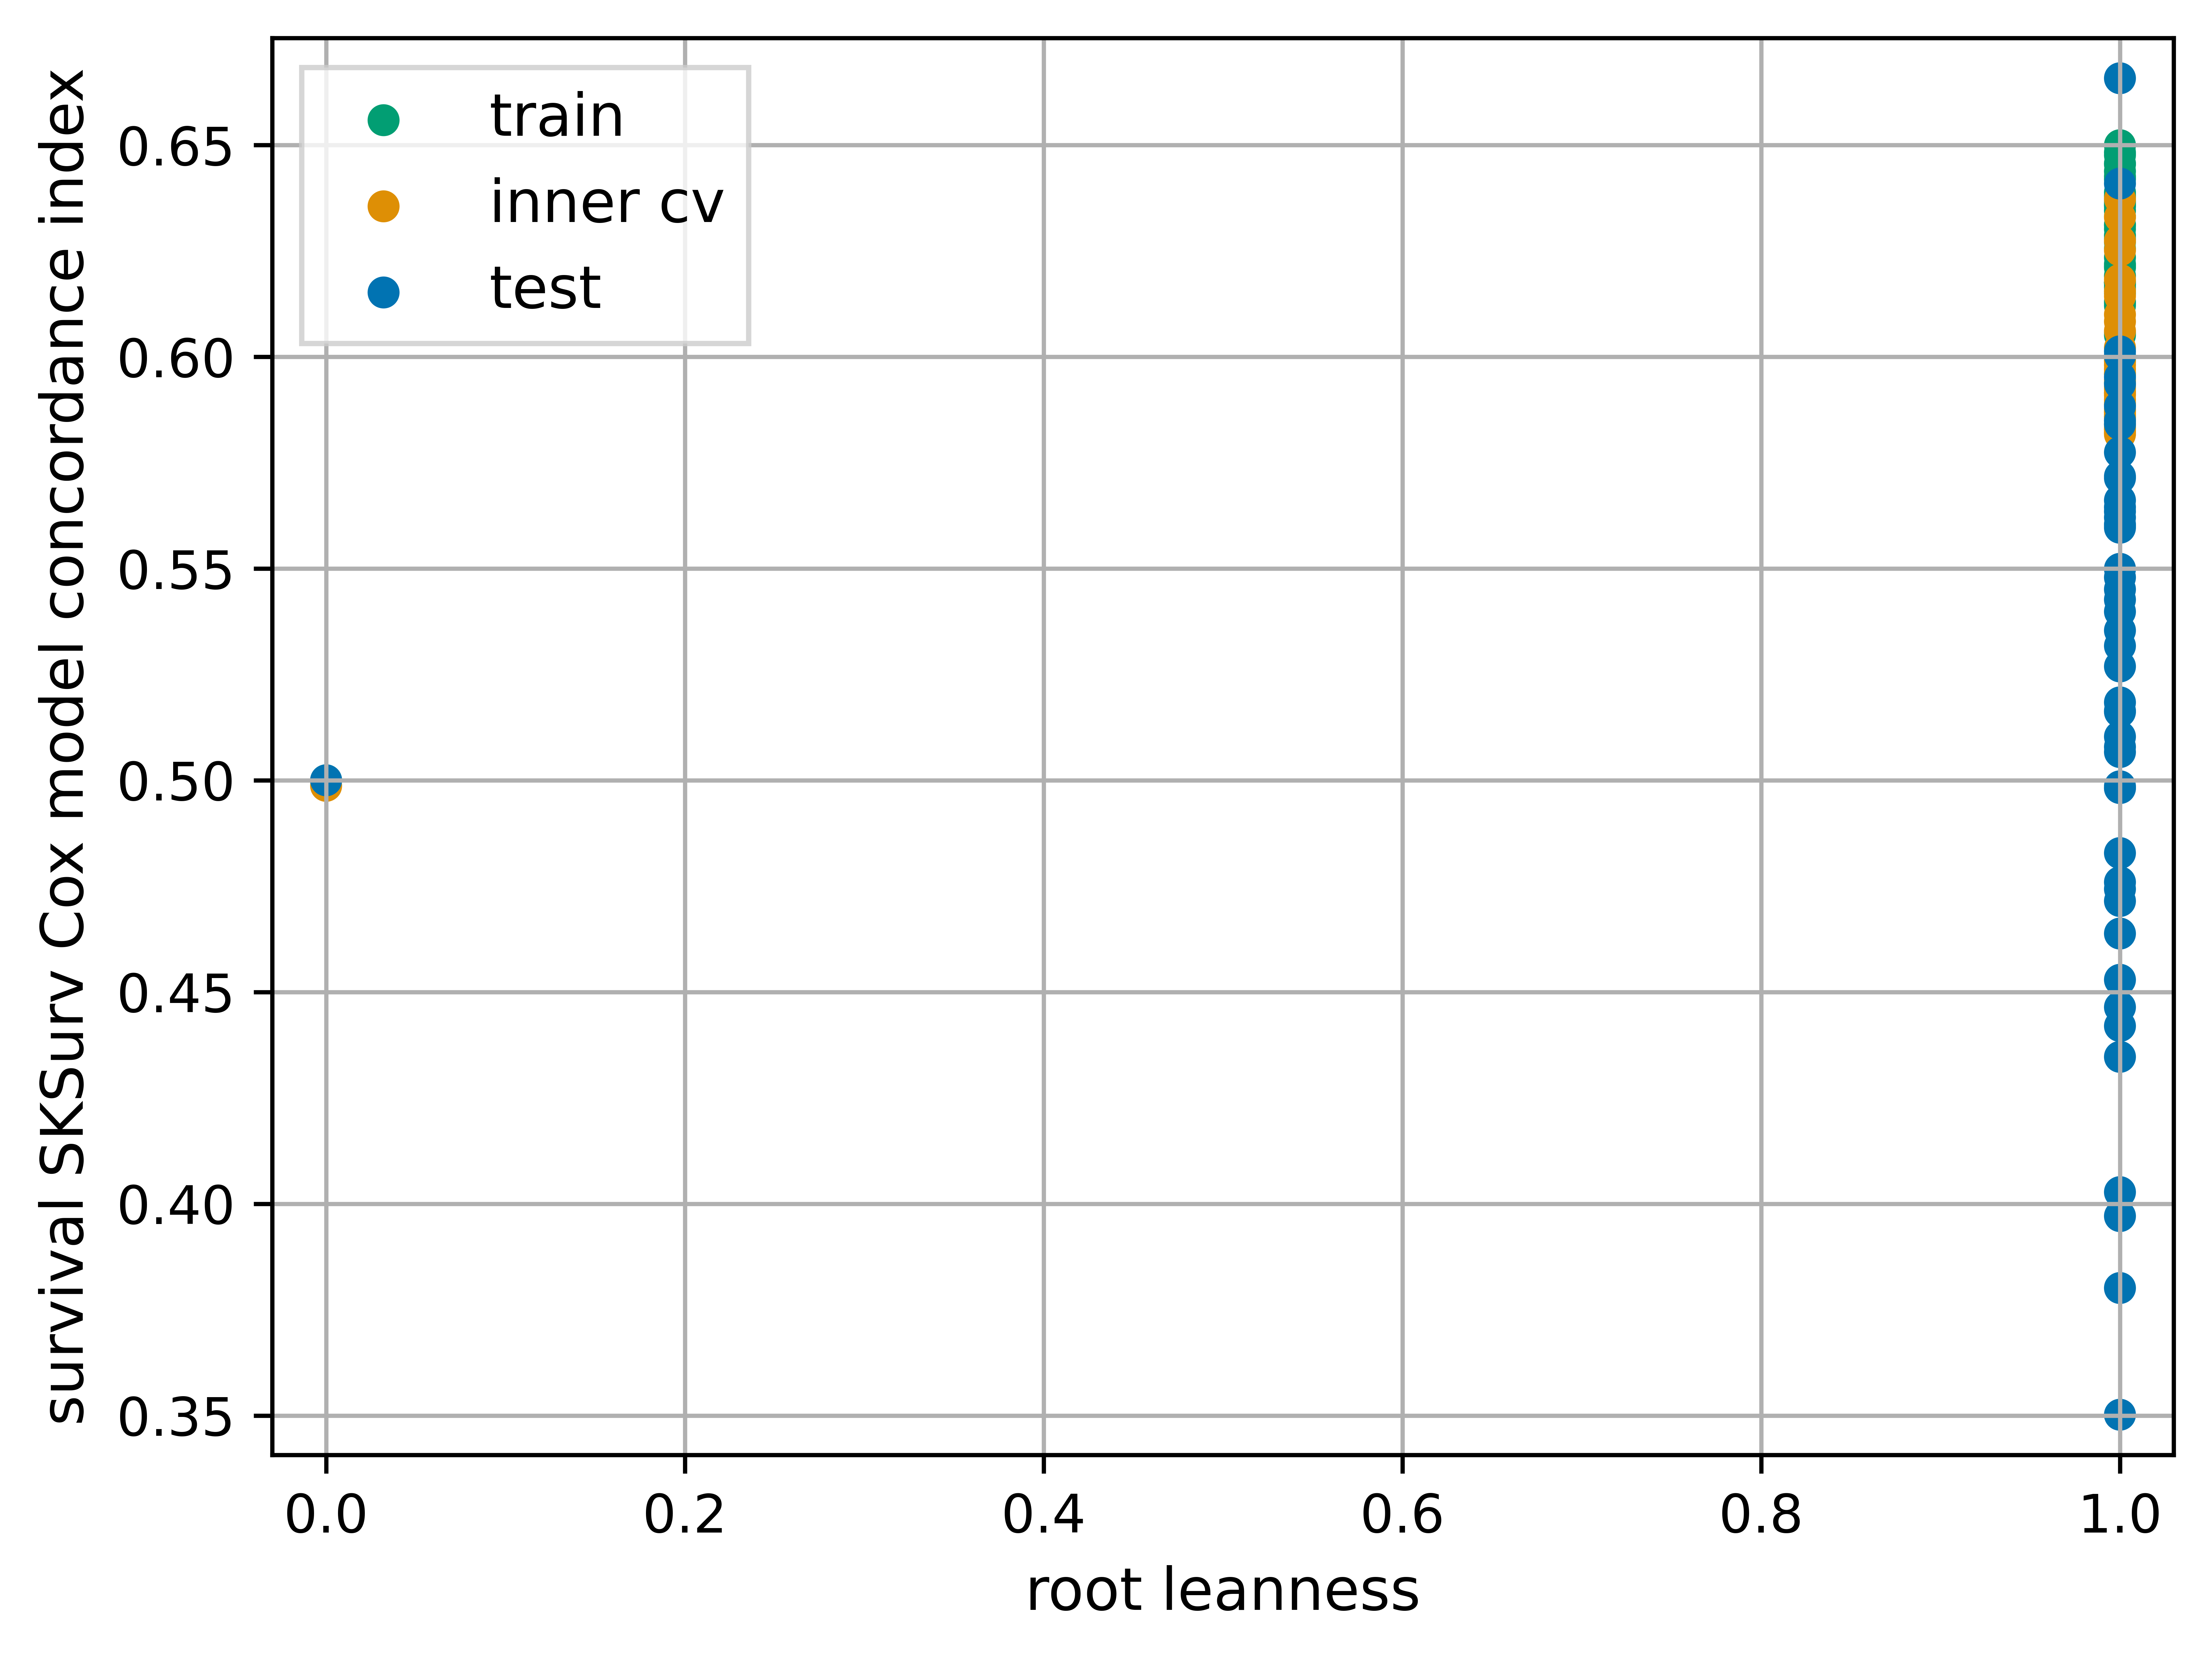 train
inner cv
test
survival SKSurv Cox model concordance index
0.65
0.60
0.55
0.50
0.45
0.40
0.35
0.0 0.2 0.4 0.6 0.8 1.0
root leanness